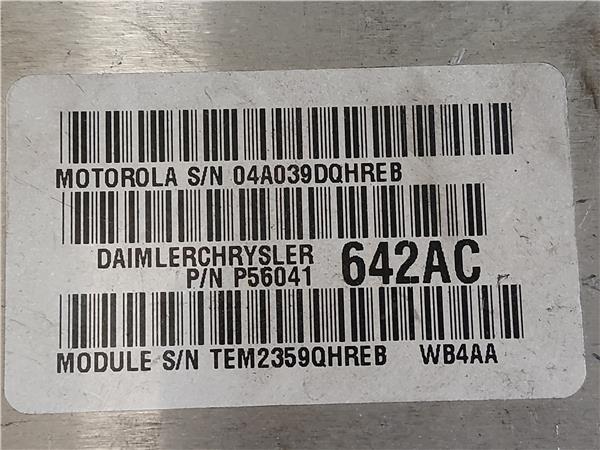 MOTOROLA S/N 04A039DQHREB
DAIMLERCHRYSLER
P/N P56041 642AC
MODULE S/N TEM2359QHREB WB4AA